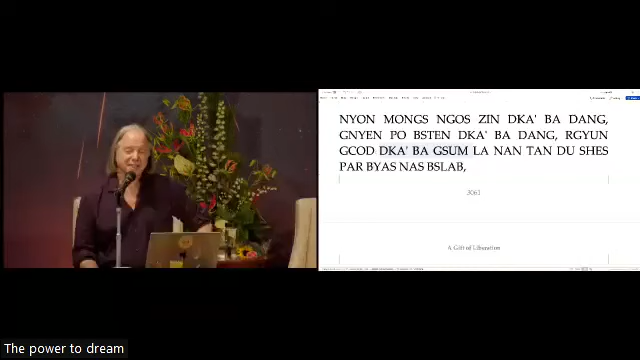 NYON MONGS NGOS ZIN DKA' BA DANG,
GNYEN PO BSTEN DKA' BA DANG, RGYUN
GCOD DKA' BA GSUM LA NAN TAN DU SHES
PAR BYAS NAS BSLAB,
A Gift of Liberation
The power to dream